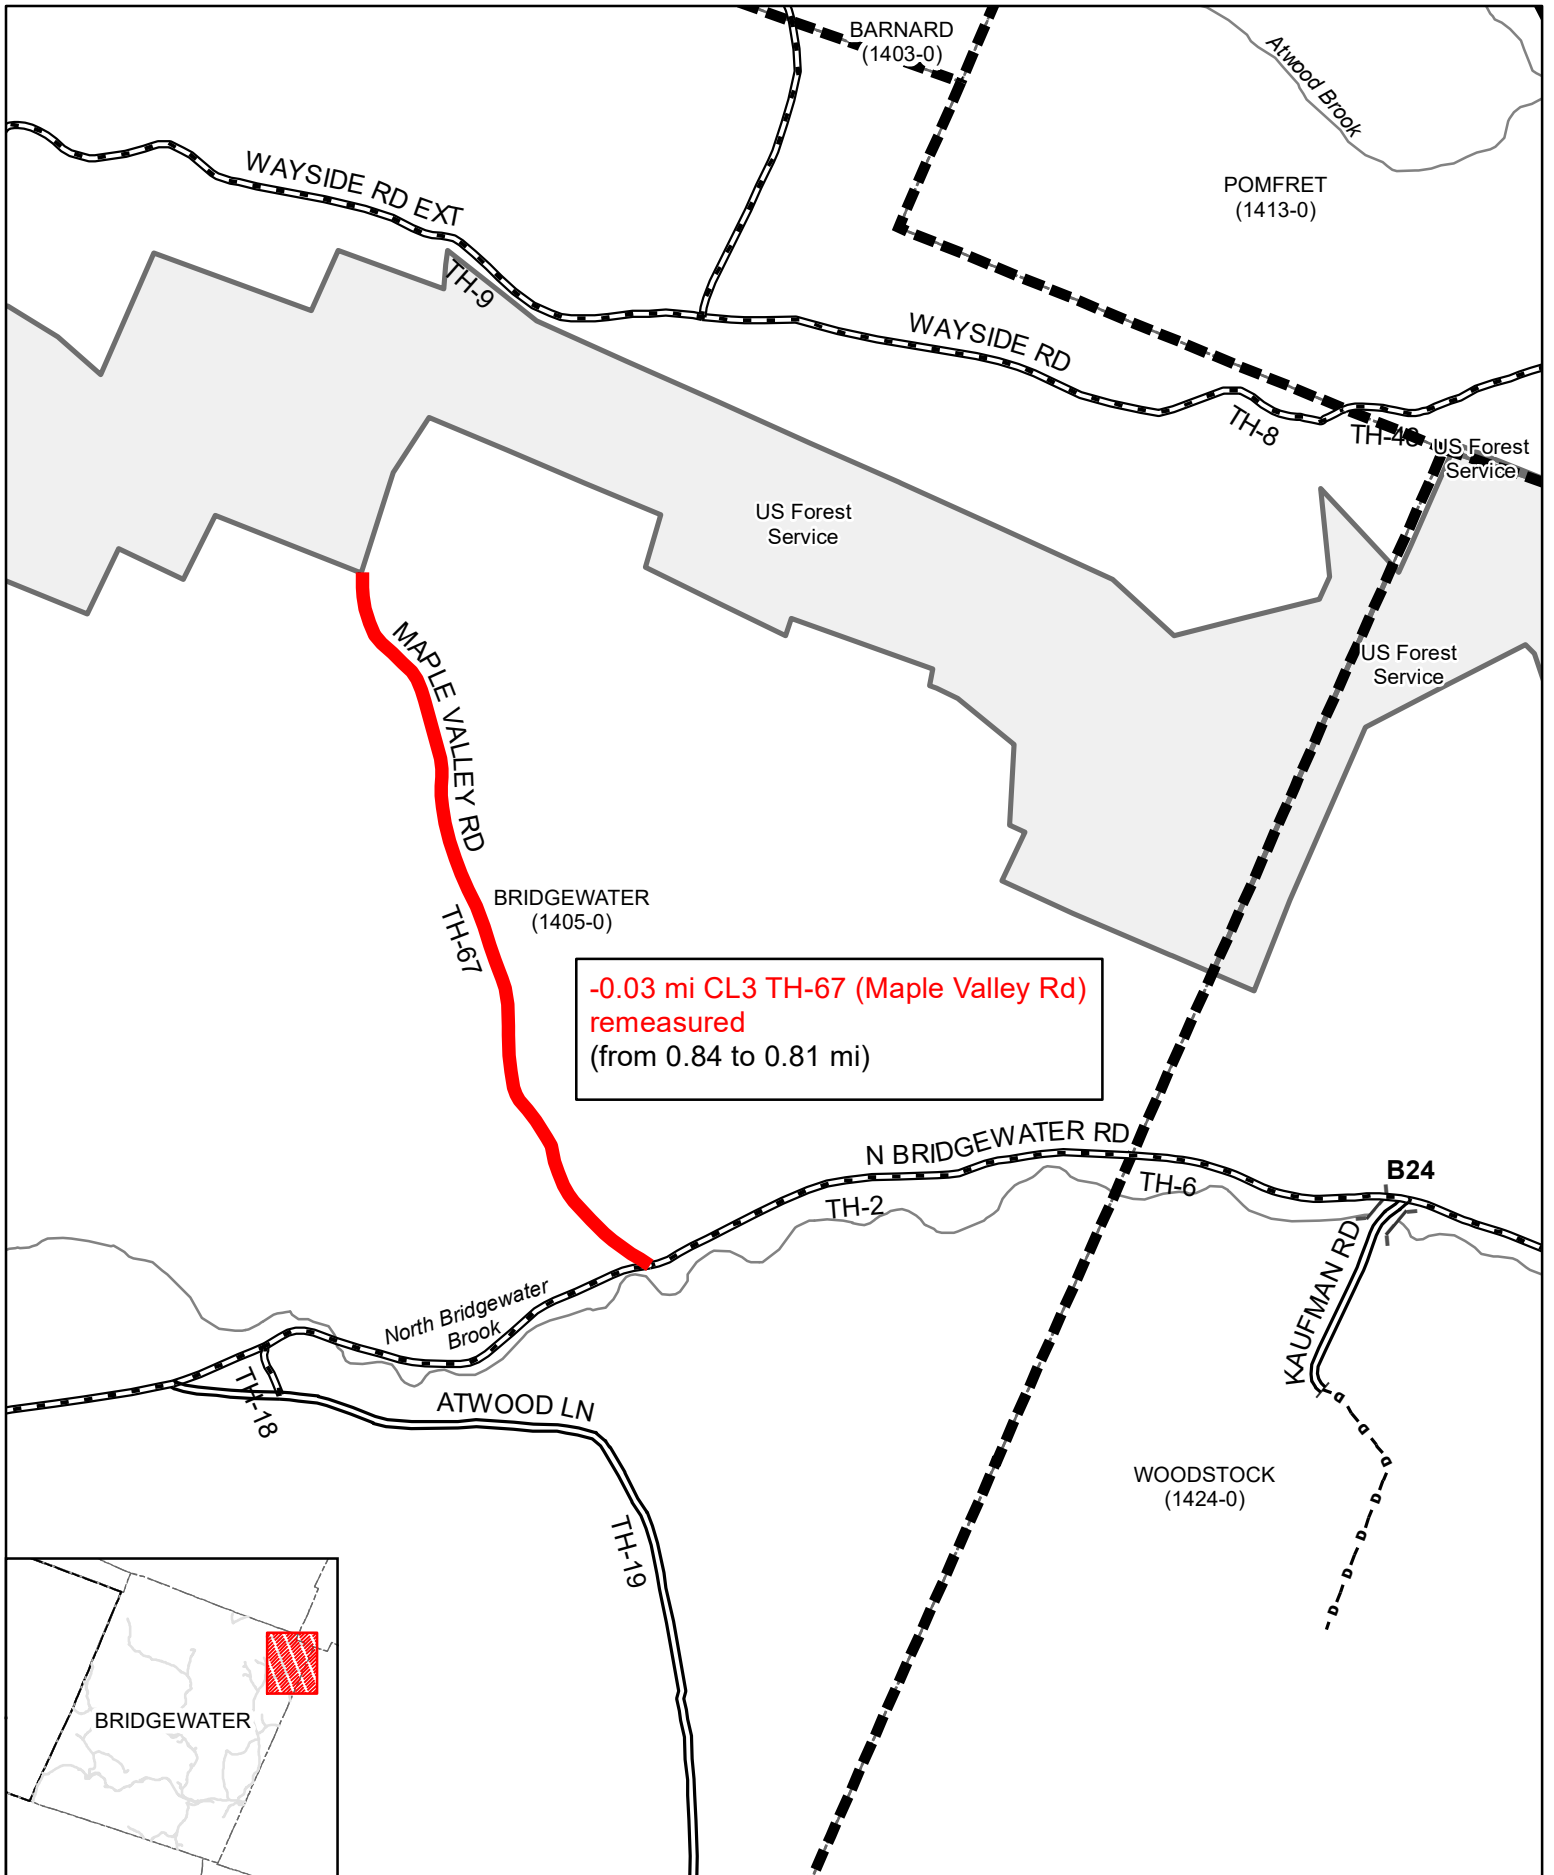 BARNARD
(1403-0)
Atwood Brook
POMFRET
(1413-0)
WAYSIDE RD EXT
TH-9
WAYSIDE RD
TH-8
US Forest
Service
US Forest
Service
US Forest
Service
MAPLE VALLEY RD
TH-67
BRIDGEWATER
(1405-0)
-0.03 mi CL3 TH-67 (Maple Valley Rd)
remeasured
(from 0.84 to 0.81 mi)
N BRIDGEWATER RD
TH-2
TH-6
B24
KAUFMAN RD
North Bridgewater
Brook
TH-18
ATWOOD LN
TH-19
WOODSTOCK
(1424-0)
D
D
D
D
D
D
D
BRIDGEWATER